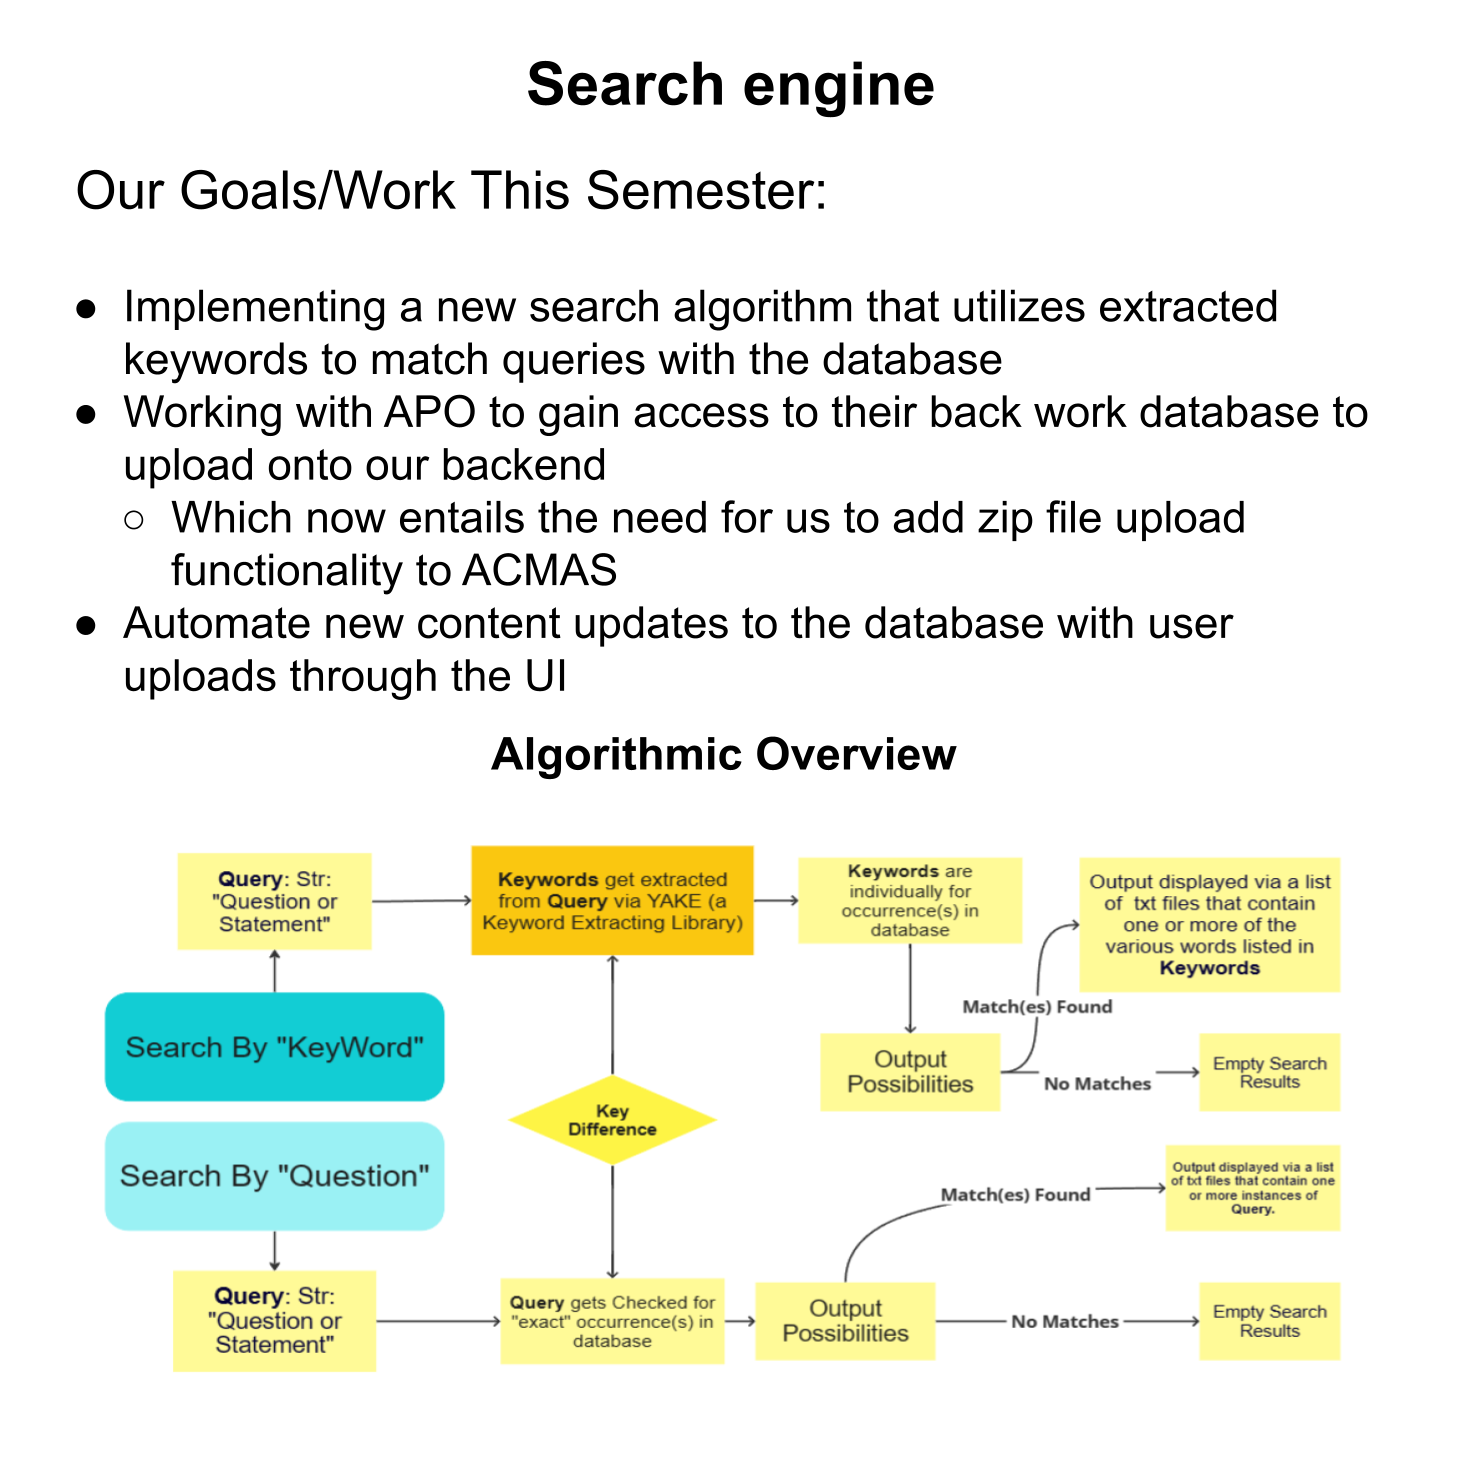 Search engine
Our Goals/Work This Semester:
● Implementing a new search algorithm that utilizes extracted
keywords to match queries with the database
● Working with APO to gain access to their back work database to
upload onto our backend
○ Which now entails the need for us to add zip file upload
functionality to ACMAS
● Automate new content updates to the database with user
uploads through the UI
Algorithmic Overview
Query: Str:
"Question or
Statement"
Keywords get extracted
from Query via YAKE (a
Keyword Extracting Library)
Keywords are
individually for
occurrence(s) in
database
Output displayed via a list
of txt files that contain
one or more of the
various words listed in
Keywords
Match(es) Found
Search By "KeyWord"
Output
Possibilities
No Matches
Empty Search
Results
Key
Difference
Search By "Question"
Match(es) Found
Output displayed via a list
of txt files that contain one
or more instances of
Query.
Query: Str:
"Question or
Statement"
Query gets Checked for
"exact" occurrence(s) in
database
Output
Possibilities
No Matches
Empty Search
Results